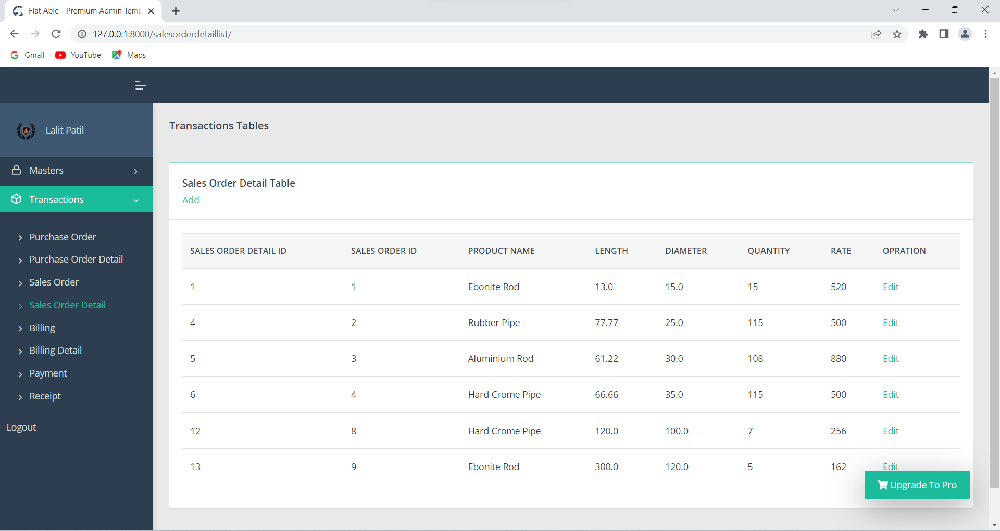 Flat Able - Premium Admin Temp
127.0.0.1:8000/salesorderdetaillist/
Gmail YouTube Maps
Lalit Patil
Masters
Transactions
Purchase Order
Purchase Order Detail
Sales Order
Sales Order Detail
Billing
Billing Detail
Payment
Receipt
Logout
Transactions Tables
Sales Order Detail Table
Add
SALES ORDER DETAIL ID SALES ORDER ID PRODUCT NAME LENGTH DIAMETER QUANTITY RATE OPRATION
1 1 Ebonite Rod 13.0 15.0 15 520 Edit
4 2 Rubber Pipe 77.77 25.0 115 500 Edit
5 3 Aluminium Rod 61.22 30.0 108 880 Edit
6 4 Hard Crome Pipe 66.66 35.0 115 500 Edit
12 8 Hard Crome Pipe 120.0 100.0 7 256 Edit
13 9 Ebonite Rod 300.0 120.0 5 162 Edit
Upgrade To Pro